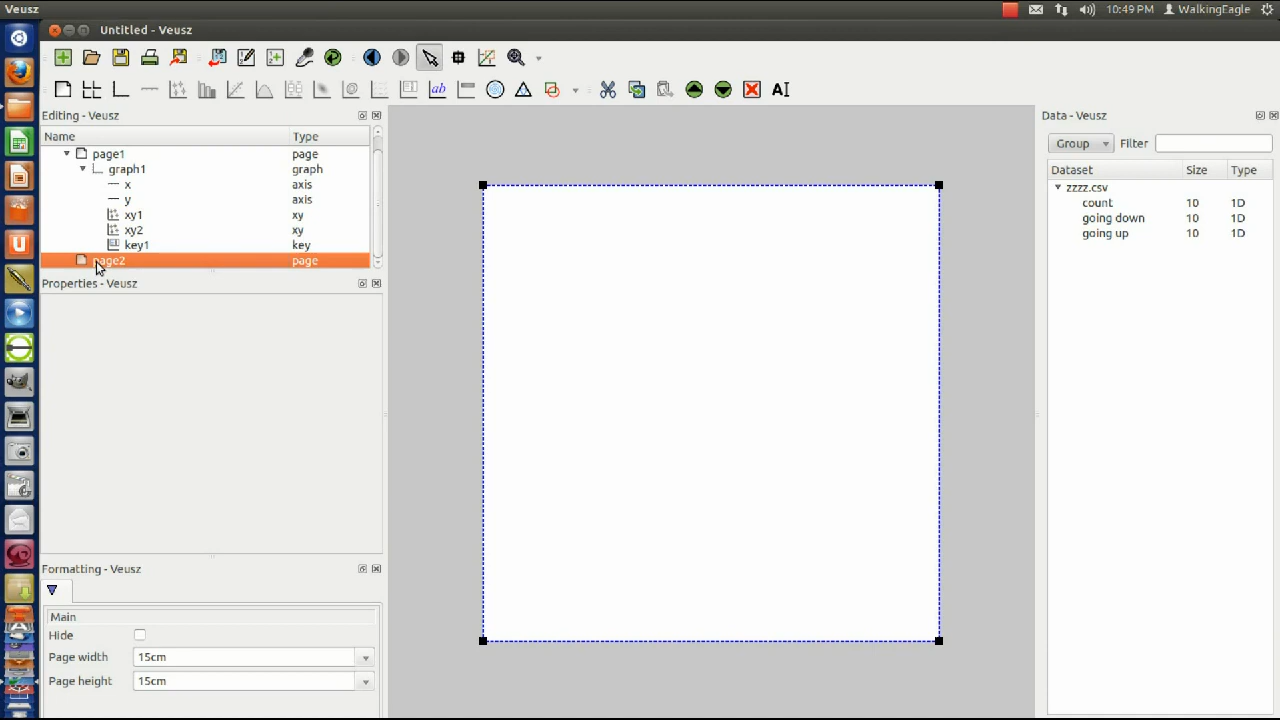 Veusz
10:49 PM WalkingEagle
Untitled - Veusz
ab
AI
Editing - Veusz
Name Type
page1 page
graph1 graph
x axis
y axis
xy1 xy
xy2 xy
key1 key
page2 page
Properties - Veusz
Formatting - Veusz
Main
Hide
Page width 15cm
Page height 15cm
Data - Veusz
Group Filter
Dataset Size Type
zzzz.csv
count 10 1D
going down 10 1D
going up 10 1D